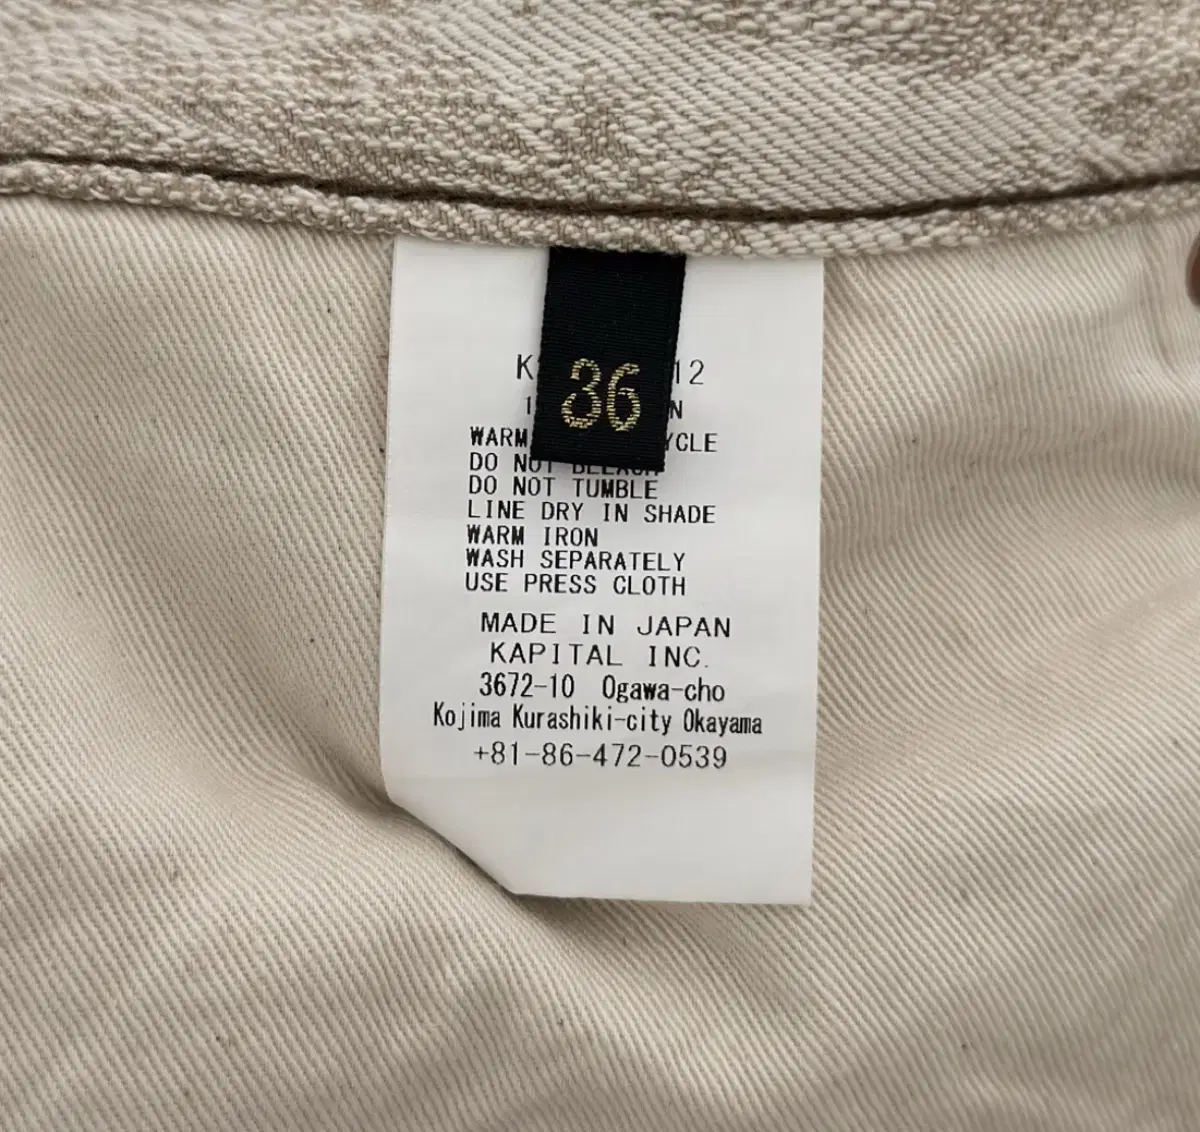 36
WARM
DO NOT BLEACH
DO NOT TUMBLE
LINE DRY IN SHADE
WARM IRON
WASH SEPARATELY
USE PRESS CLOTH
MADE IN JAPAN
KAPITAL INC.
3672-10 Ogawa-cho
Kojima Kurashiki-city Okayama
+81-86-472-0539